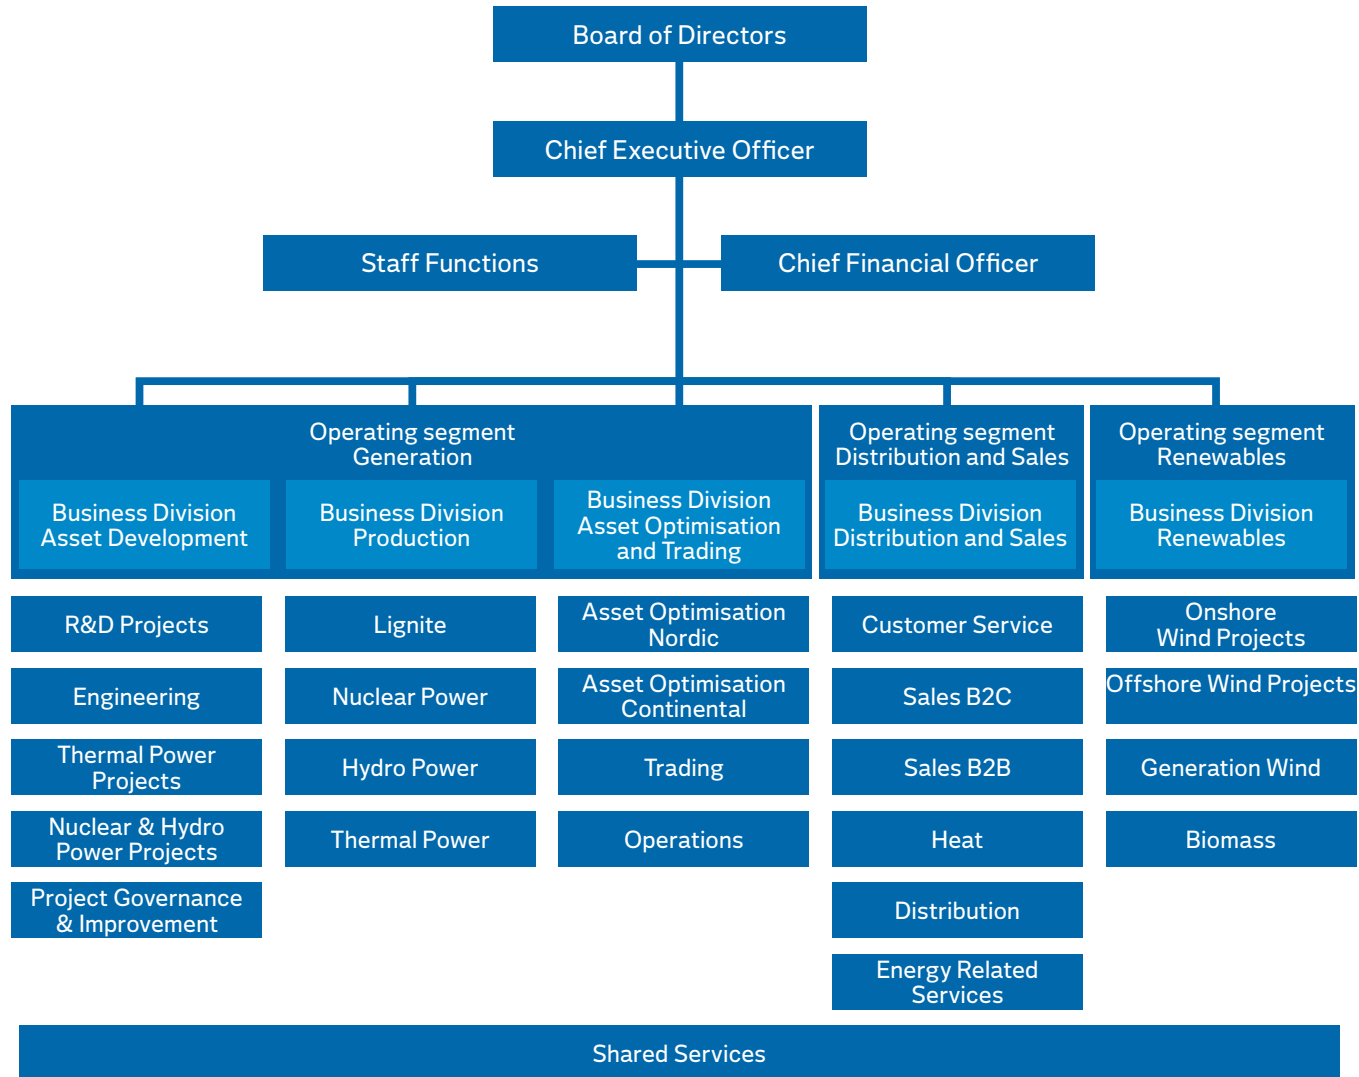 Board of Directors
Chief Executive Officer
Staff Functions
Chief Financial Officer
Operating segment
Generation
Operating segment
Distribution and Sales
Operating segment
Renewables
Business Division
Asset Development
Business Division
Production
Business Division
Asset Optimisation
and Trading
Business Division
Distribution and Sales
Business Division
Renewables
R&D Projects
Engineering
Thermal Power
Projects
Nuclear & Hydro
Power Projects
Project Governance
& Improvement
Lignite
Nuclear Power
Hydro Power
Thermal Power
Asset Optimisation
Nordic
Asset Optimisation
Continental
Trading
Operations
Customer Service
Sales B2C
Sales B2B
Heat
Distribution
Energy Related
Services
Onshore
Wind Projects
Offshore Wind Projects
Generation Wind
Biomass
Shared Services